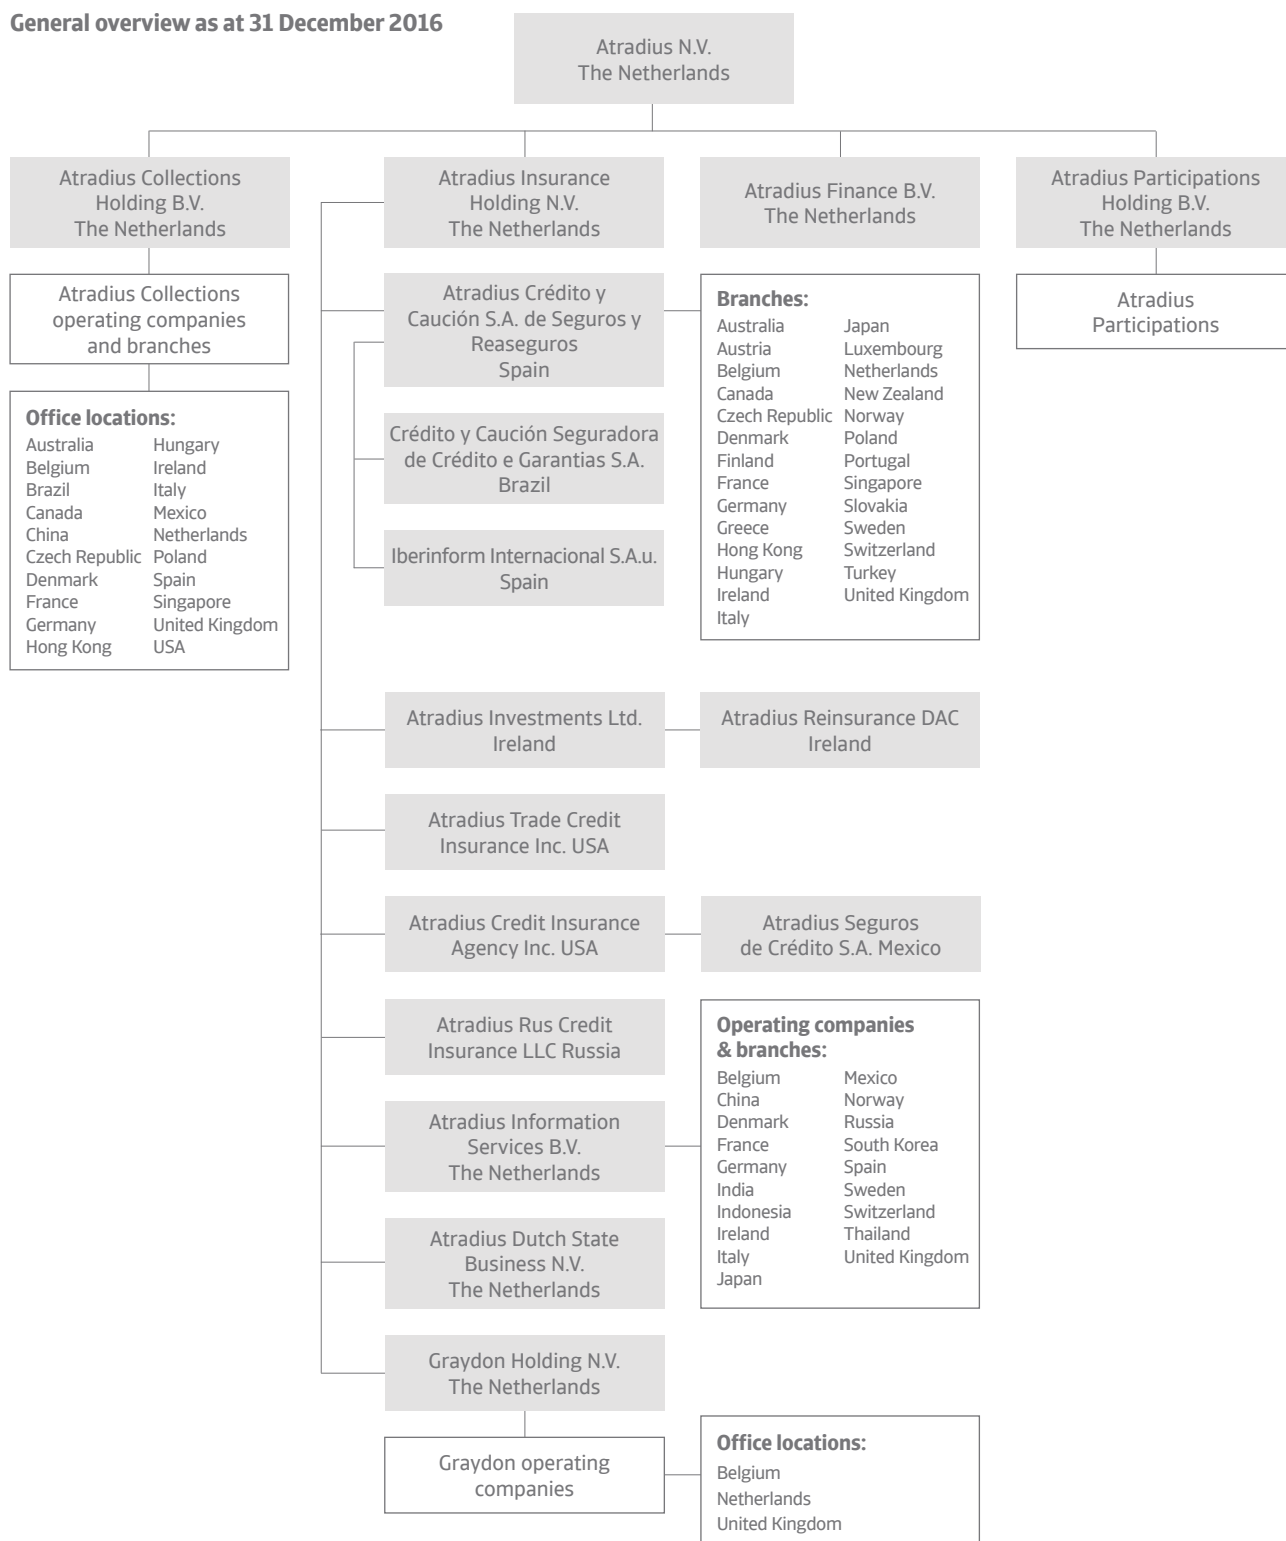 General overview as at 31 December 2016
Atradius N.V.
The Netherlands
Atradius Collections
Holding B.V.
The Netherlands
Atradius Insurance
Holding N.V.
The Netherlands
Atradius Finance B.V.
The Netherlands
Atradius Participations
Holding B.V.
The Netherlands
Atradius Collections
operating companies
and branches
Office locations:
Australia
Belgium
Brazil
Canada
China
Czech Republic
Denmark
France
Germany
Hong Kong
Hungary
Ireland
Italy
Mexico
Netherlands
Poland
Spain
Singapore
United Kingdom
USA
Atradius Crédito y
Caución S.A. de Seguros y
Reaseguros
Spain
Crédito y Caución Seguradora
de Crédito e Garantias S.A.
Brazil
Iberinform Internacional S.A.u.
Spain
Branches:
Australia
Austria
Belgium
Canada
Czech Republic
Denmark
Finland
France
Germany
Greece
Hong Kong
Hungary
Ireland
Italy
Japan
Luxembourg
Netherlands
New Zealand
Norway
Poland
Portugal
Singapore
Slovakia
Sweden
Switzerland
Turkey
United Kingdom
Atradius
Participations
Atradius Investments Ltd.
Ireland
Atradius Reinsurance DAC
Ireland
Atradius Trade Credit
Insurance Inc. USA
Atradius Credit Insurance
Agency Inc. USA
Atradius Seguros
de Crédito S.A. Mexico
Atradius Rus Credit
Insurance LLC Russia
Atradius Information
Services B.V.
The Netherlands
Operating companies
& branches:
Belgium
China
Denmark
France
Germany
India
Indonesia
Ireland
Italy
Japan
Mexico
Norway
Russia
South Korea
Spain
Sweden
Switzerland
Thailand
United Kingdom
Atradius Dutch State
Business N.V.
The Netherlands
Graydon Holding N.V.
The Netherlands
Graydon operating
companies
Office locations:
Belgium
Netherlands
United Kingdom